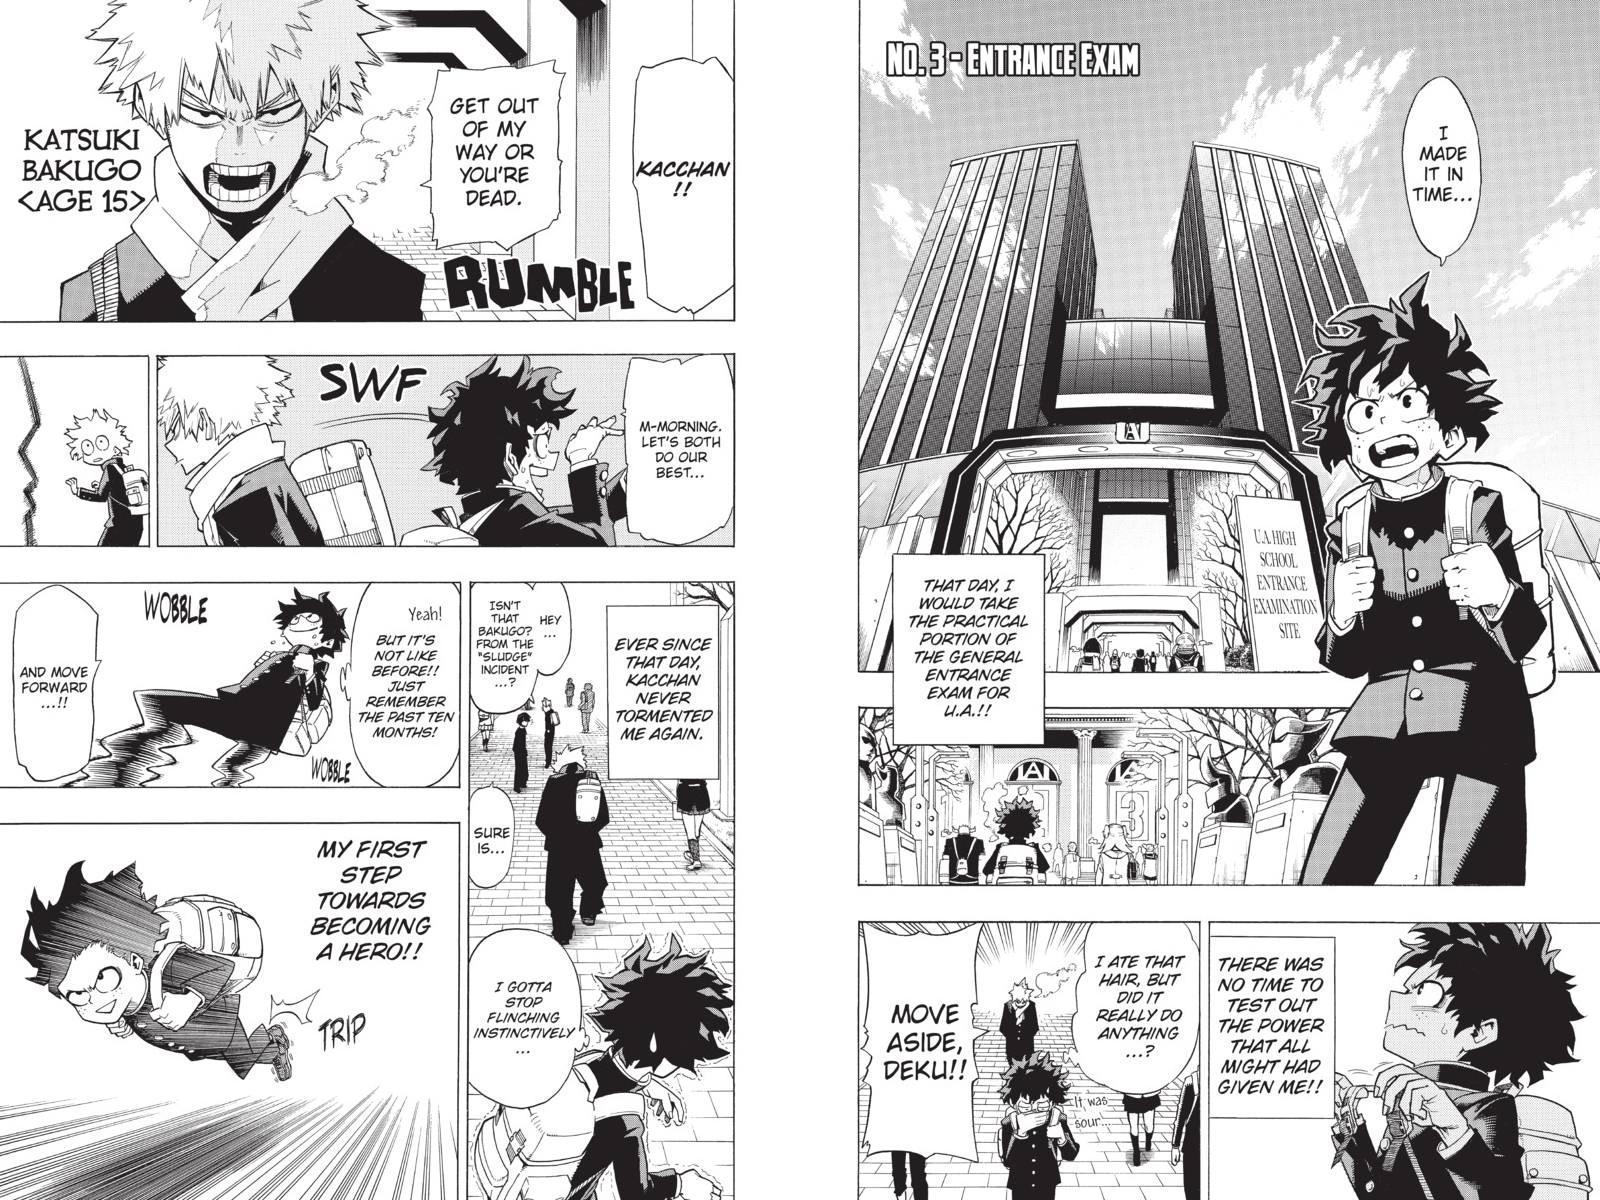 No. 3 - ENTRANCE EXAM
I
MADE
IT IN
TIME...
U.A. HIGH
SCHOOL
ENTRANCE
EXAMINATION
SITE
THAT DAY, I
WOULD TAKE
THE PRACTICAL
PORTION OF
THE GENERAL
ENTRANCE
EXAM FOR
U.A.!!
3
THERE WAS
NO TIME TO
TEST OUT
THE POWER
THAT ALL
MIGHT HAD
GIVEN ME!!
I ATE THAT
HAIR, BUT
DID IT
REALLY DO
ANYTHING
...?
It was
sour...
MOVE
ASIDE,
DEKU!!
KACCHAN
!!
GET OUT
OF MY
WAY OR
YOU'RE
DEAD.
KATSUKI
BAKUGO
<AGE 15>
RUMBLE
M-MORNING.
LET'S BOTH
DO OUR
BEST...
SWF
EVER SINCE
THAT DAY,
KACCHAN
NEVER
TORMENTED
ME AGAIN.
HEY
...
ISN'T
THAT
BAKUGO?
FROM THE
"SLUDGE"
INCIDENT
...?
SURE
IS...
I GOTTA
STOP
FLINCHING
INSTINCTIVELY
...
Yeah!
BUT IT'S
NOT LIKE
BEFORE!!
JUST
REMEMBER
THE PAST TEN
MONTHS!
WOBBLE
WOBBLE
AND MOVE
FORWARD
...!!
MY FIRST
STEP
TOWARDS
BECOMING
A HERO!!
TRIP